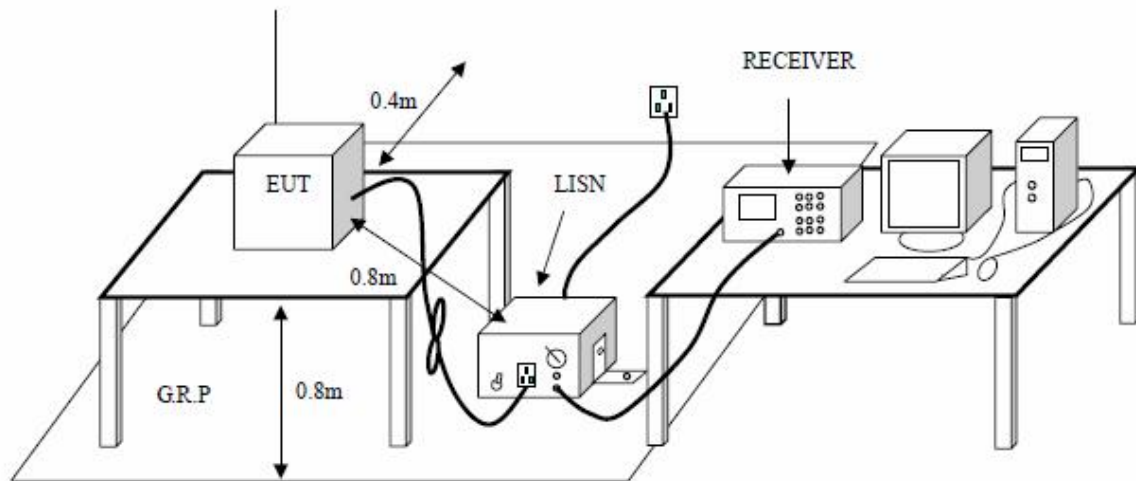 RECEIVER
0.4m
EUT
LISN
0.8m
G.R.P
0.8m